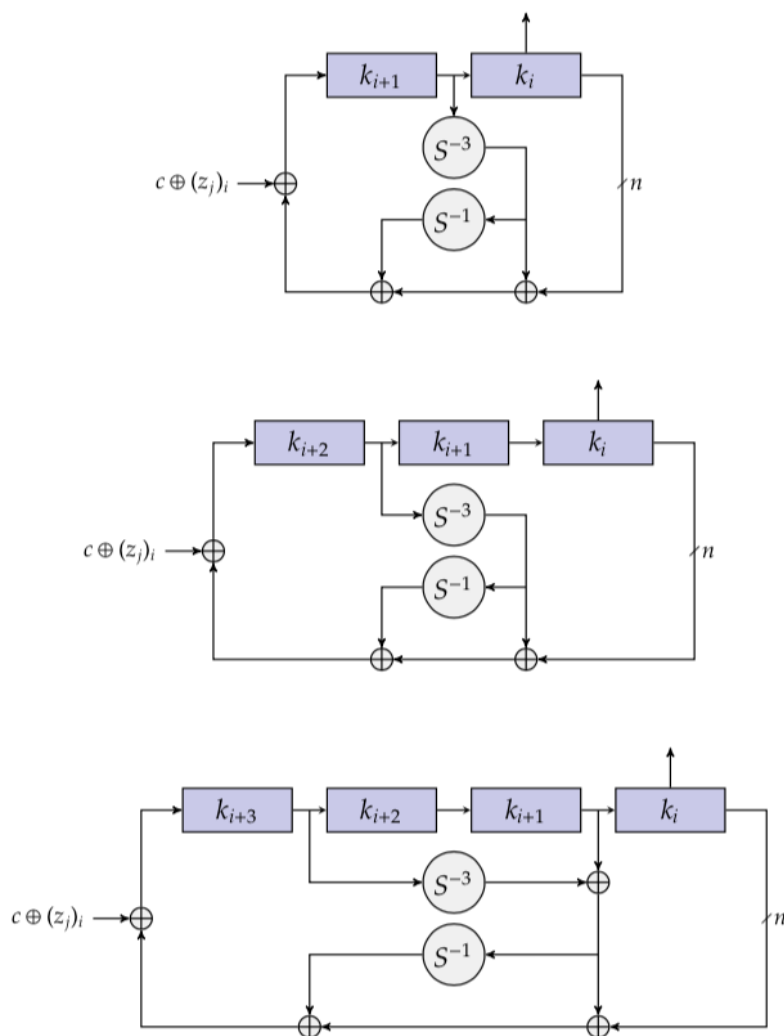 k_{i+1} k_i
S^{-3}
c ⊕ (z_j)_i n
S^{-1}
k_{i+2} k_{i+1} k_i
S^{-3}
c ⊕ (z_j)_i n
S^{-1}
k_{i+3} k_{i+2} k_{i+1} k_i
S^{-3}
c ⊕ (z_j)_i n
S^{-1}